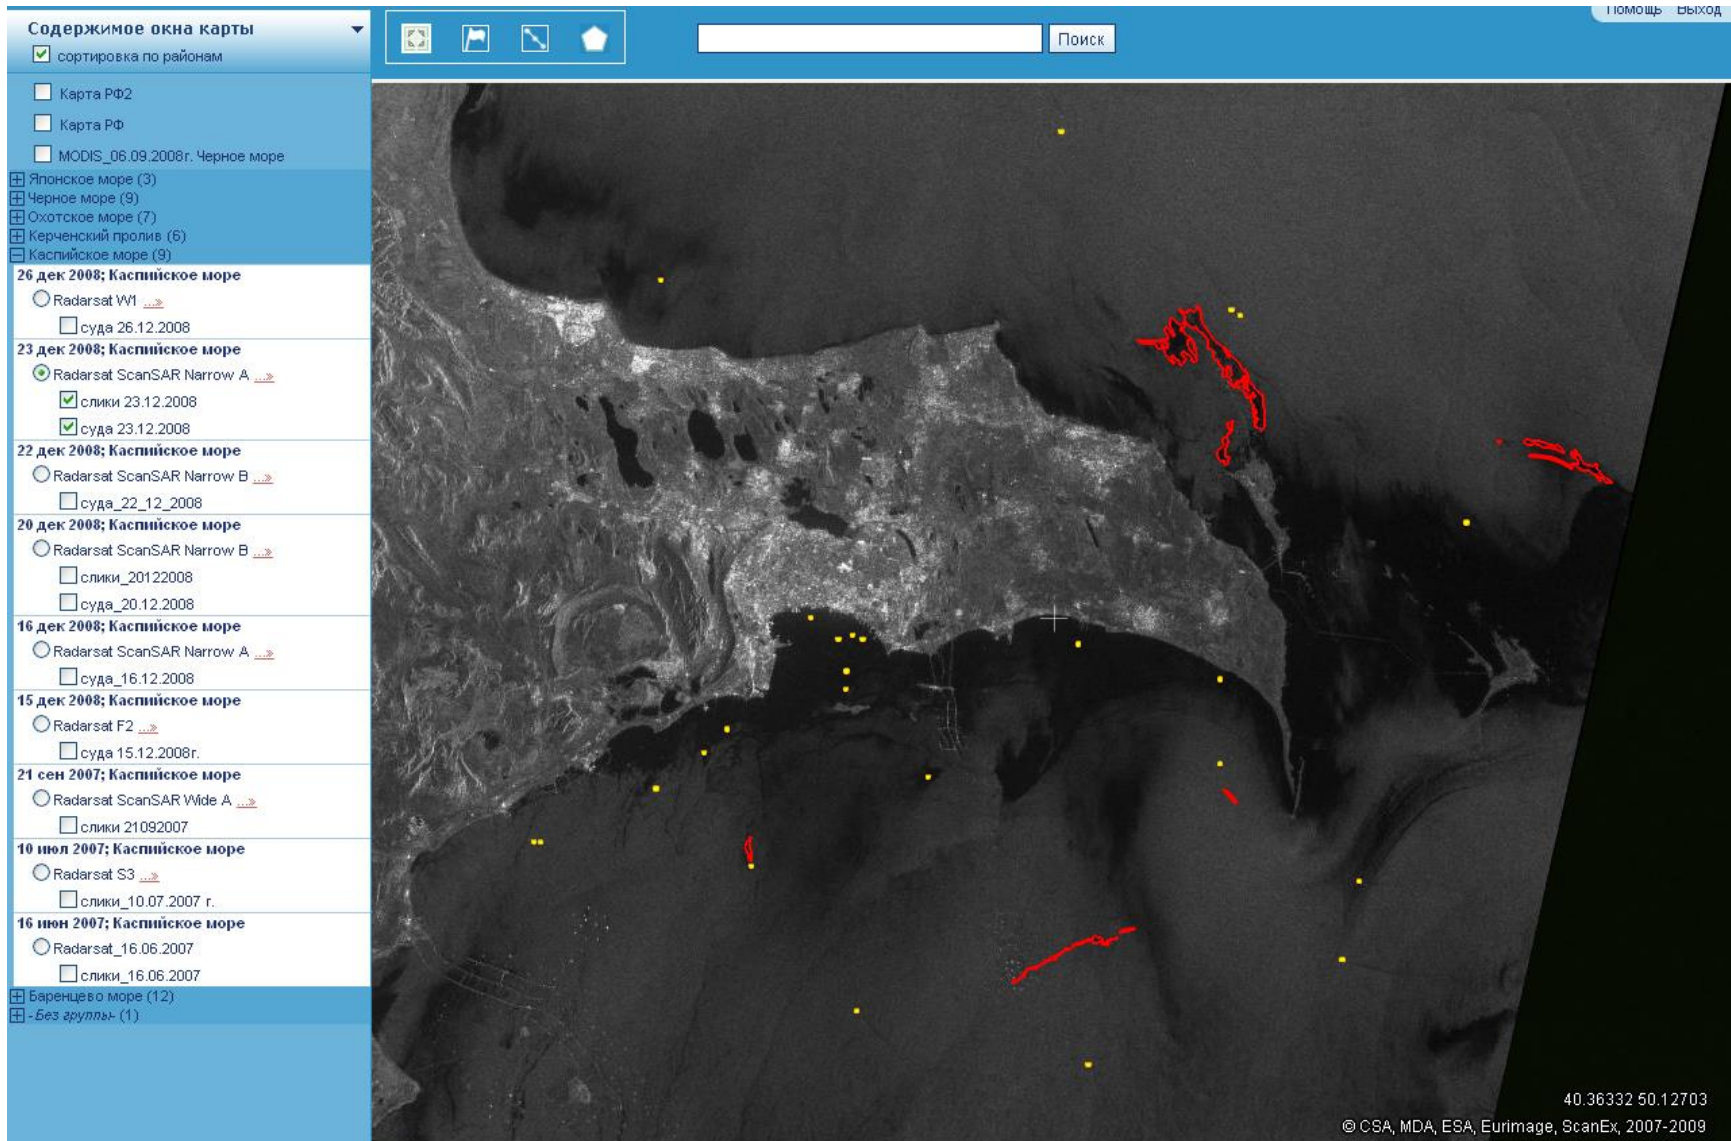 Содержимое окна карты
сортировка по районам
Помощь Выход
Поиск
Карта РФ2
Карта РФ
MODIS_06.09.2008г. Черное море
Японское море (3)
Черное море (9)
Охотское море (7)
Керченский пролив (6)
Каспийское море (9)
26 дек 2008; Каспийское море
Radarsat W1 ...»
суда 26.12.2008
23 дек 2008; Каспийское море
Radarsat ScanSAR Narrow A ...»
слики 23.12.2008
суда 23.12.2008
22 дек 2008; Каспийское море
Radarsat ScanSAR Narrow B ...»
суда_22_12_2008
20 дек 2008; Каспийское море
Radarsat ScanSAR Narrow B ...»
слики_20122008
суда_20.12.2008
16 дек 2008; Каспийское море
Radarsat ScanSAR Narrow A ...»
суда_16.12.2008
15 дек 2008; Каспийское море
Radarsat F2 ...»
суда 15.12.2008г.
21 сен 2007; Каспийское море
Radarsat ScanSAR Wide A ...»
слики 21092007
10 июл 2007; Каспийское море
Radarsat S3 ...»
слики_10.07.2007 г.
16 июн 2007; Каспийское море
Radarsat_16.06.2007
слики_16.06.2007
Баренцево море (12)
-Без группы- (1)
40.36332 50.12703
© CSA, MDA, ESA, Eurimage, ScanEx, 2007-2009